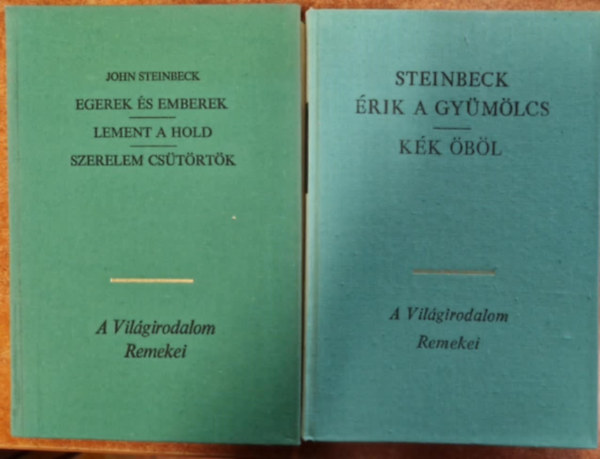 JOHN STEINBECK
EGEREK ÉS EMBEREK
LEMENT A HOLD
SZERELEM CSÜTÖRTÖK
A Világirodalom
Remekei
STEINBECK
ÉRIK A GYÜMÖLCS
KÉK ÖBÖL
A Világirodalom
Remekei